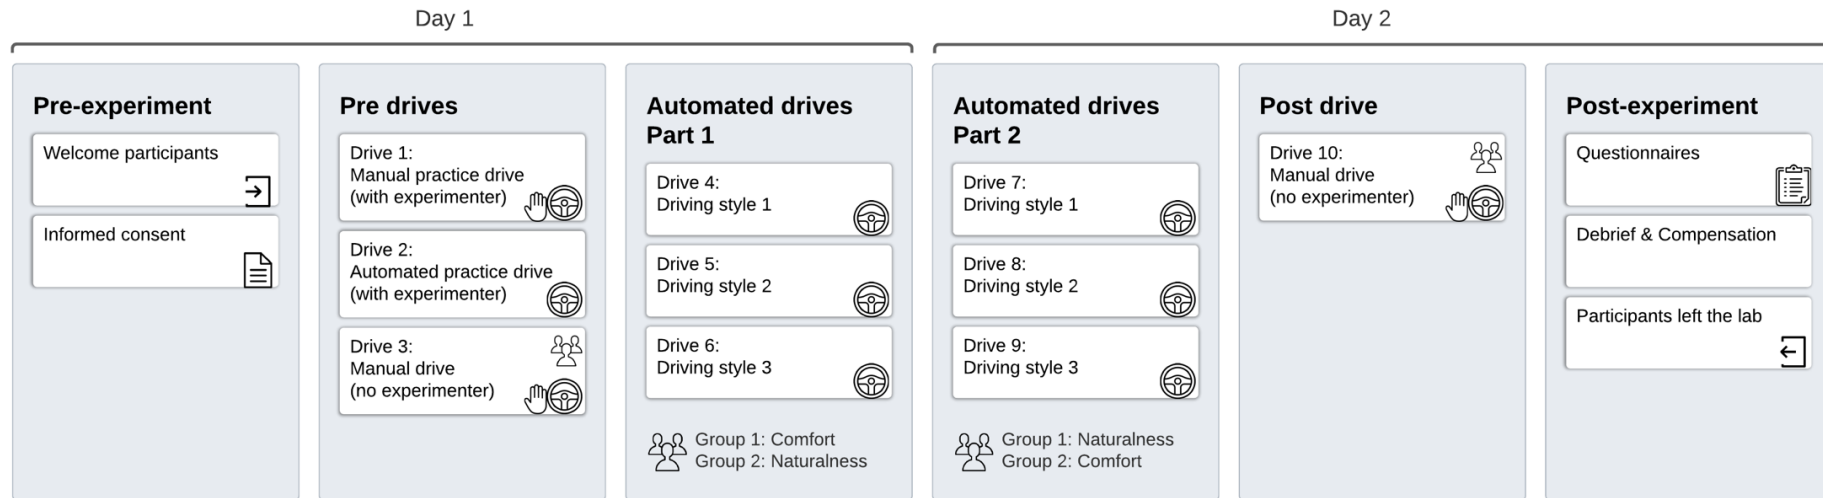 Day 1
Day 2
Pre-experiment
Welcome participants
Informed consent
Pre drives
Drive 1:
Manual practice drive
(with experimenter)
Drive 2:
Automated practice drive
(with experimenter)
Drive 3:
Manual drive
(no experimenter)
Automated drives
Part 1
Drive 4:
Driving style 1
Drive 5:
Driving style 2
Drive 6:
Driving style 3
Group 1: Comfort
Group 2: Naturalness
Automated drives
Part 2
Drive 7:
Driving style 1
Drive 8:
Driving style 2
Drive 9:
Driving style 3
Group 1: Naturalness
Group 2: Comfort
Post drive
Drive 10:
Manual drive
(no experimenter)
Post-experiment
Questionnaires
Debrief & Compensation
Participants left the lab